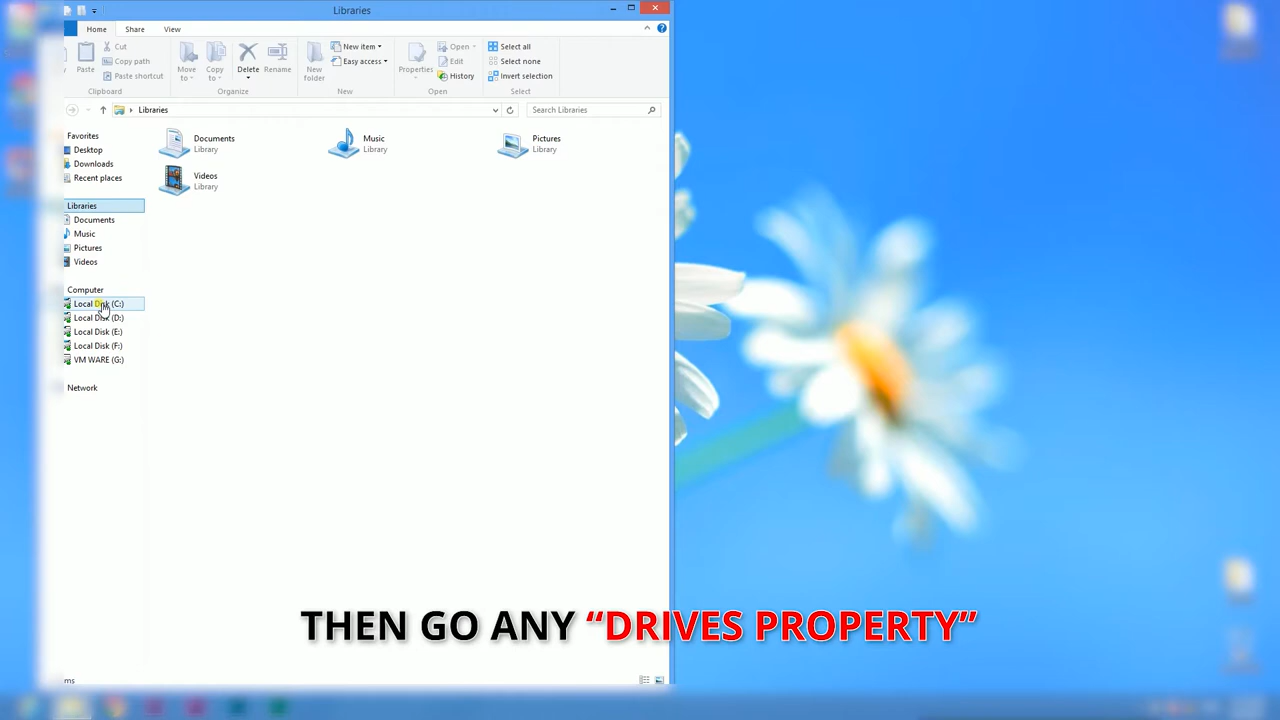 Libraries
Home Share View
Cut
Copy path
Paste shortcut
Paste
Clipboard
Move to
Copy to
Delete
Rename
Organize
New folder
New item
Easy access
New
Properties
Open
Edit
History
Open
Select all
Select none
Invert selection
Select
Libraries
Search Libraries
Favorites
Desktop
Downloads
Recent places
Libraries
Documents
Music
Pictures
Videos
Computer
Local Disk (C:)
Local Disk (D:)
Local Disk (E:)
Local Disk (F:)
VM WARE (G:)
Network
Documents
Library
Music
Library
Pictures
Library
Videos
Library
THEN GO ANY “DRIVES PROPERTY”
ms